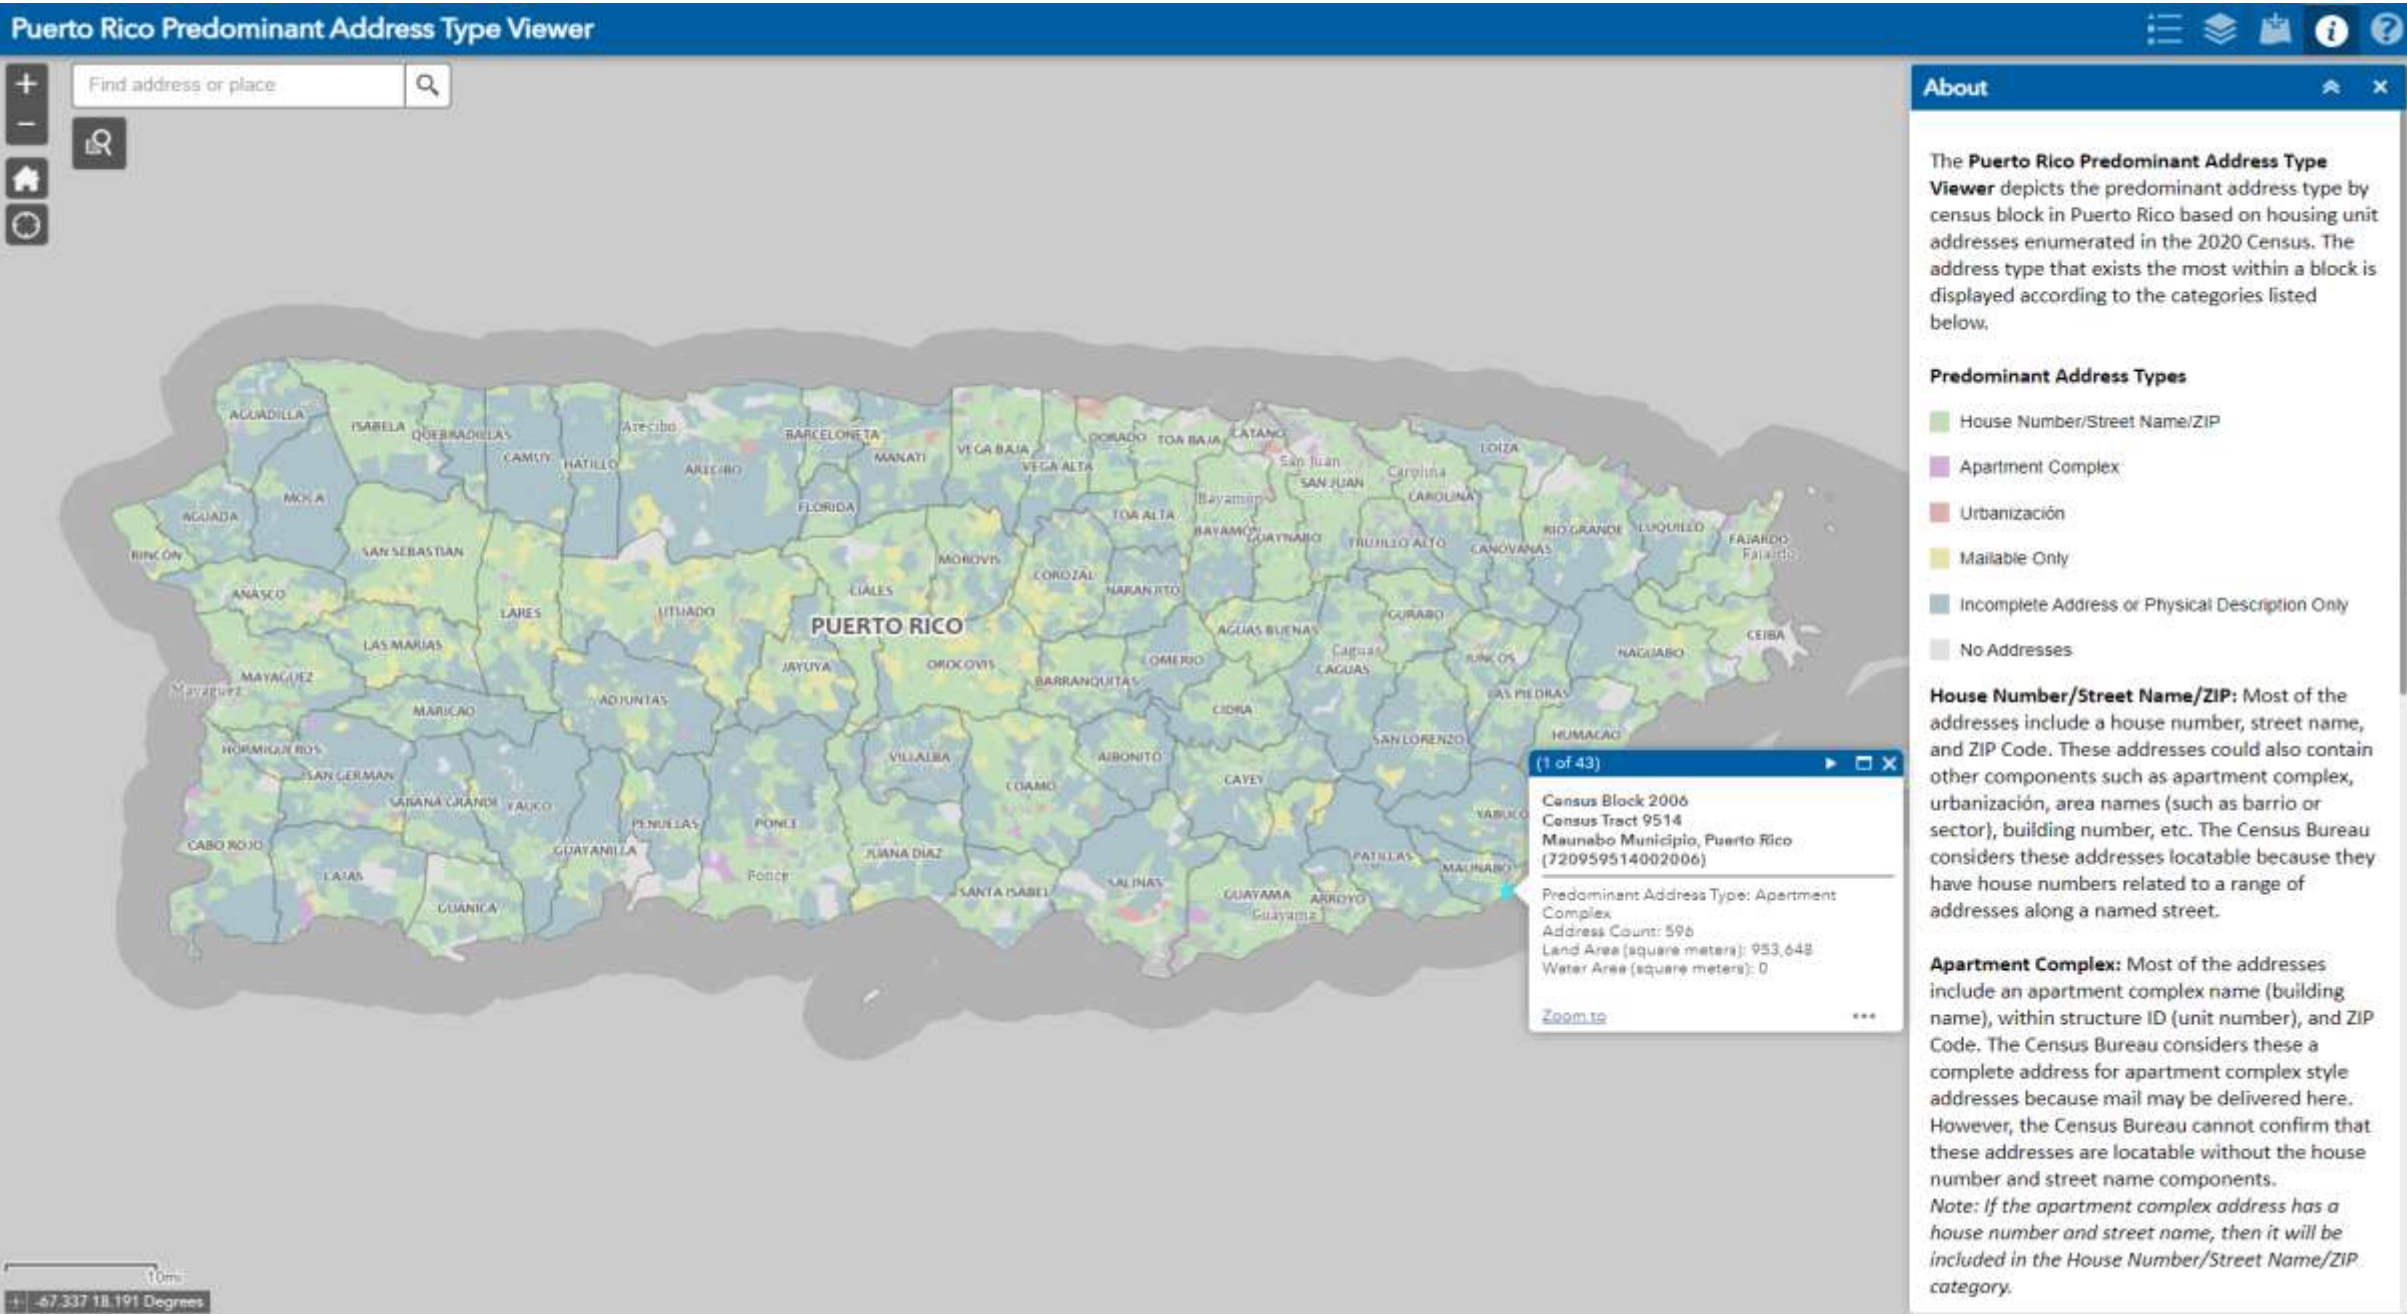 Puerto Rico Predominant Address Type Viewer
Find address or place
About
The Puerto Rico Predominant Address Type
Viewer depicts the predominant address type by
census block in Puerto Rico based on housing unit
addresses enumerated in the 2020 Census. The
address type that exists the most within a block is
displayed according to the categories listed
below.
Predominant Address Types
House Number/Street Name/ZIP
Apartment Complex
Urbanización
Mailable Only
Incomplete Address or Physical Description Only
No Addresses
House Number/Street Name/ZIP: Most of the
addresses include a house number, street name,
and ZIP Code. These addresses could also contain
other components such as apartment complex,
urbanización, area names (such as barrio or
sector), building number, etc. The Census Bureau
considers these addresses locatable because they
have house numbers related to a range of
addresses along a named street.
Apartment Complex: Most of the addresses
include an apartment complex name (building
name), within structure ID (unit number), and ZIP
Code. The Census Bureau considers these a
complete address for apartment complex style
addresses because mail may be delivered here.
However, the Census Bureau cannot confirm that
these addresses are locatable without the house
number and street name components.
Note: If the apartment complex address has a
house number and street name, then it will be
included in the House Number/Street Name/ZIP
category.
AGUADILLA
ISABELA
QUEBRADILLAS
CAMUY
HATILLO
Arecibo
ARECIBO
BARCELONETA
MANATI
VEGA BAJA
VEGA ALTA
DORADO
TOA BAJA
CATANO
San Juan
SAN JUAN
Carolina
CAROLINA
LOIZA
MOCA
AGUADA
RINCON
SAN SEBASTIAN
FLORIDA
TOA ALTA
Bayamon
BAYAMON
GUAYNABO
TRUJILLO ALTO
CANOVANAS
RIO GRANDE
LUQUILLO
FAJARDO
Fajardo
ANASCO
LARES
UTUADO
CIALES
MOROVIS
COROZAL
NARANJITO
PUERTO RICO
LAS MARIAS
JAYUYA
OROCOVIS
BARRANQUITAS
COMERIO
AGUAS BUENAS
Caguas
CAGUAS
GURABO
JUNCOS
NAGUABO
CEIBA
Mayaguez
MAYAGUEZ
MARICAO
ADJUNTAS
CIDRA
LAS PIEDRAS
HORMIGUEROS
SAN GERMAN
SABANA GRANDE
YAUCO
VILLALBA
COAMO
AIBONITO
CAYEY
SAN LORENZO
HUMACAO
CABO ROJO
LAJAS
GUANICA
GUAYANILLA
PENUELAS
PONCE
Ponce
JUANA DIAZ
SANTA ISABEL
SALINAS
GUAYAMA
Guayama
ARROYO
PATILLAS
MAUNABO
YABUCO
(1 of 43)
Census Block 2006
Census Tract 9514
Maunabo Municipio, Puerto Rico
(720959514002006)
Predominant Address Type: Apartment
Complex
Address Count: 596
Land Area (square meters): 953,648
Water Area (square meters): 0
Zoom to
10mi
-67.337 18.191 Degrees